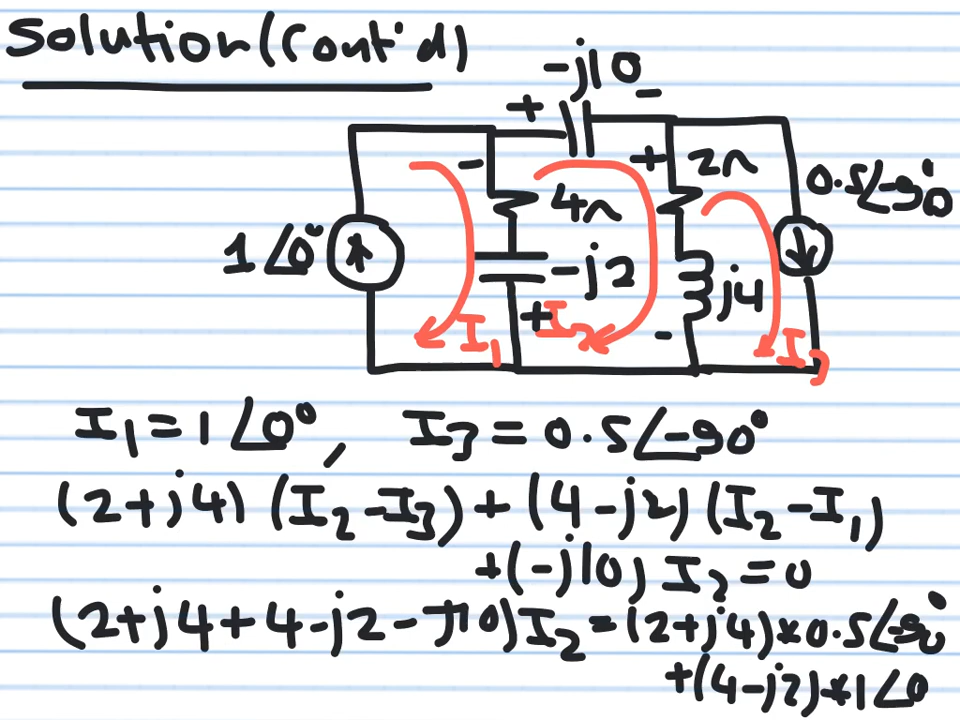 Solution (Cont'd)
-j10
+ -
- + 2Ω 0.5∠-90°
4Ω
1∠0° -j2 j4
+ -
I₁ I₂ I₃
I₁ = 1∠0°, I₃ = 0.5∠-90°
(2+j4) (I₂-I₃) + (4-j2) (I₂-I₁)
+(-j10) I₂ = 0
(2+j4+4-j2-j10) I₂ = (2+j4)*0.5∠-90°
+(4-j2)*1∠0